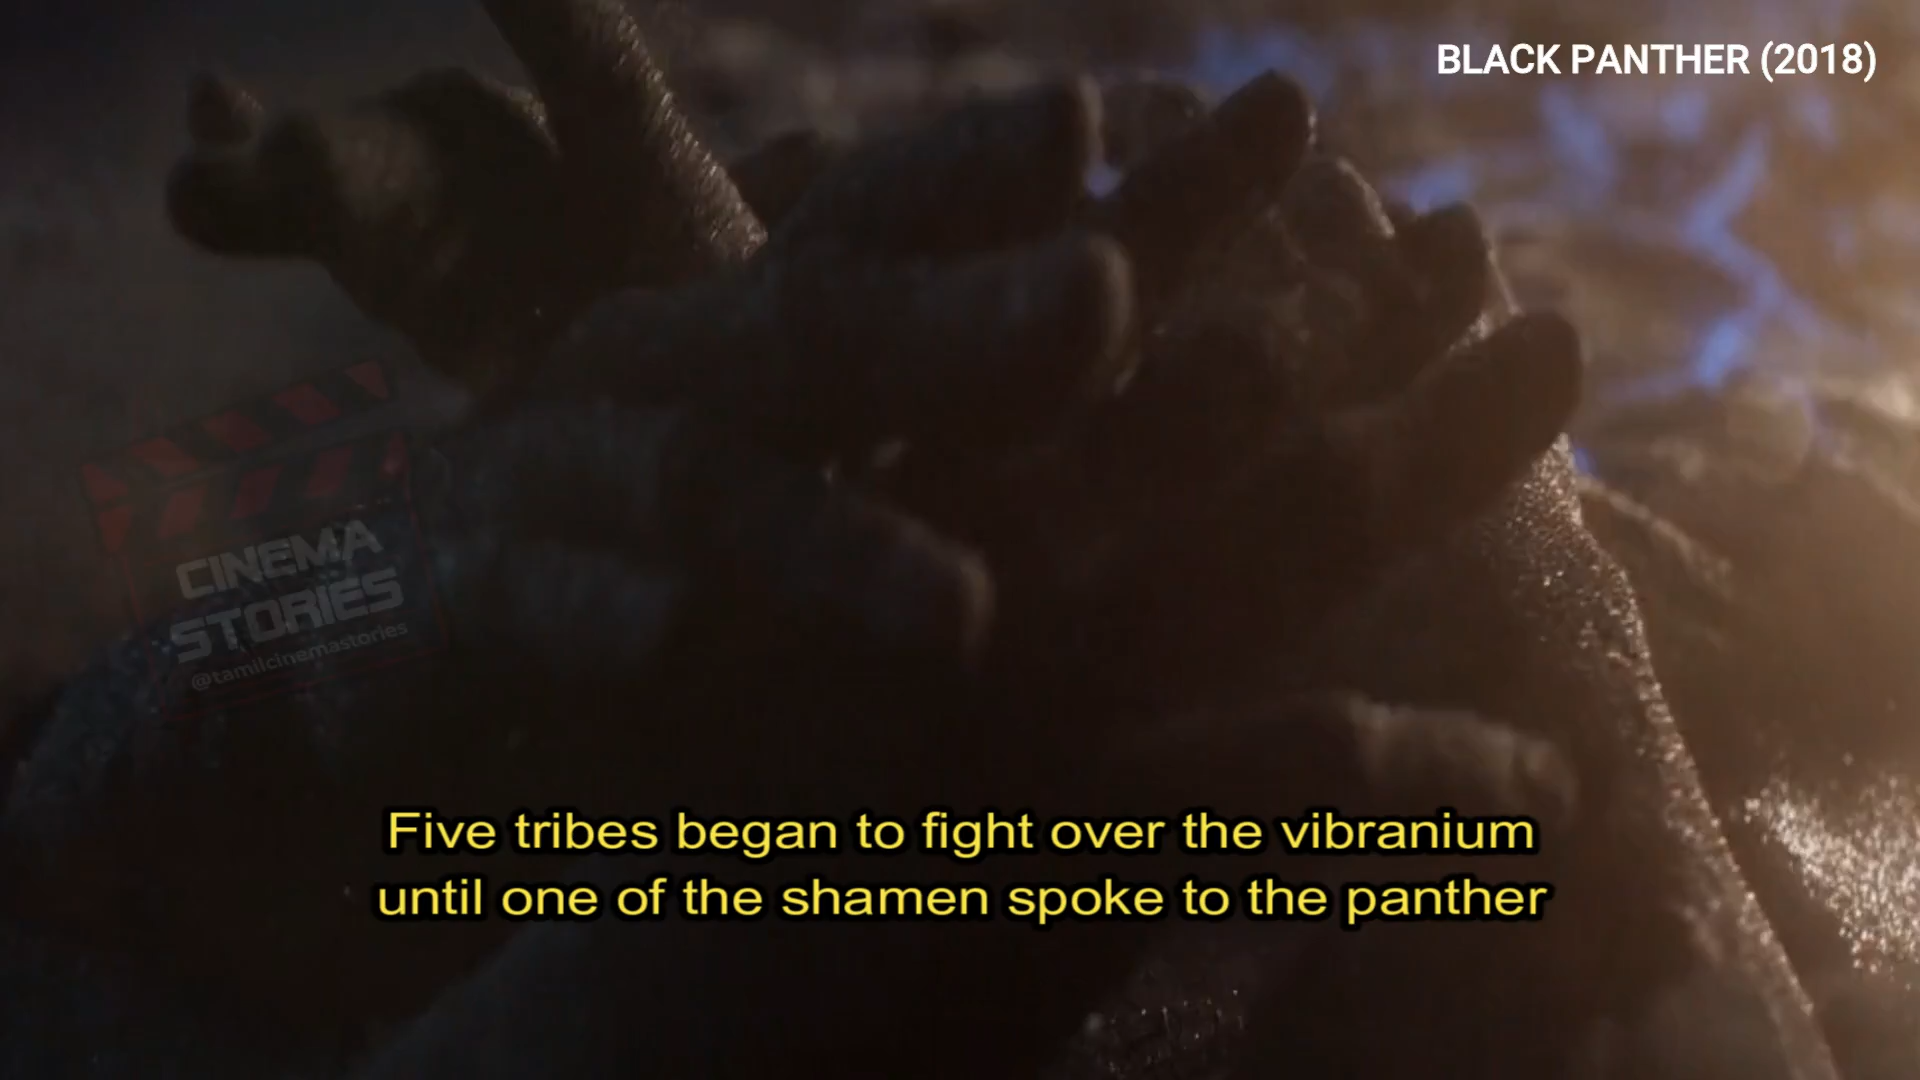 BLACK PANTHER (2018)
CINEMA
STORIES
@tamilcinemastories
Five tribes began to fight over the vibranium
until one of the shamen spoke to the panther